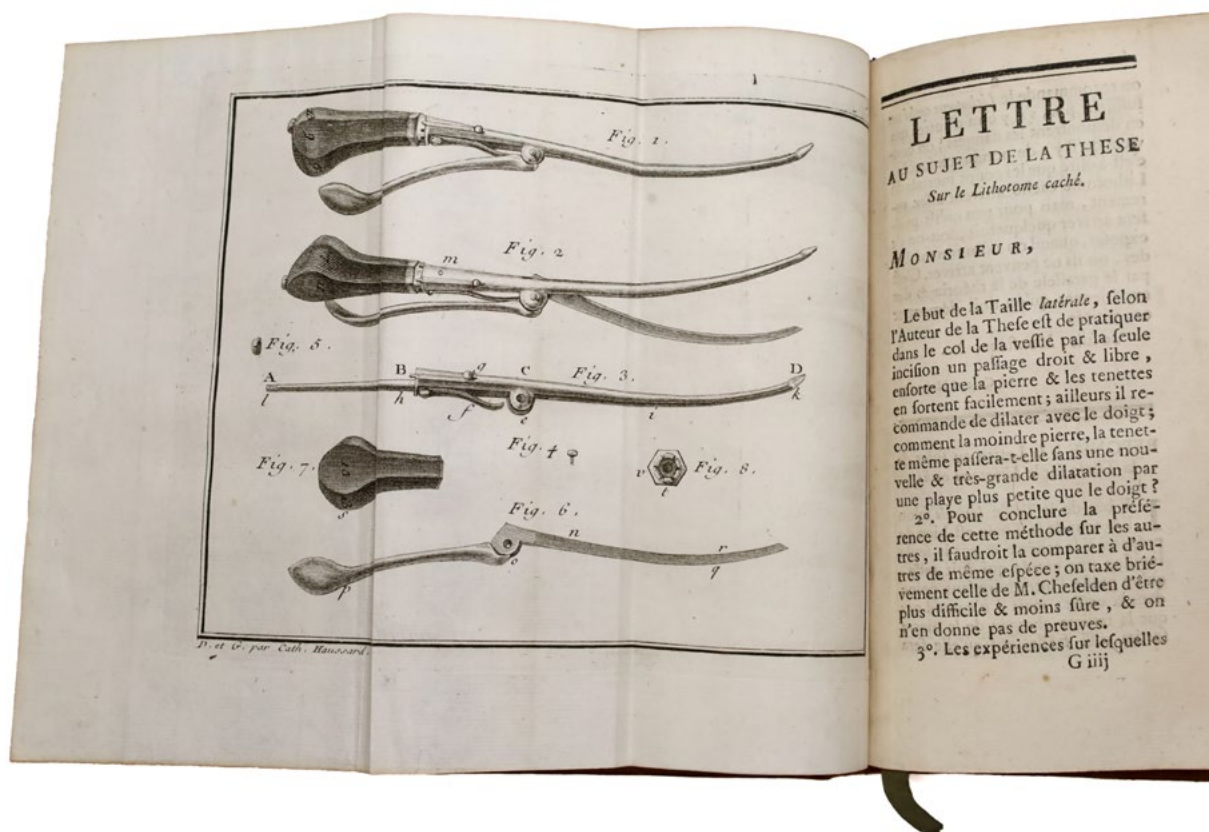 Fig. 1.
Fig. 2
m
Fig. 5.
A B g C Fig. 3. D
l h f e i k
Fig. 7.
s
Fig. 4
v Fig. 8.
t
Fig. 6.
n r
o q
p
D. et G. par Cath. Haussard.
LETTRE
AU SUJET DE LA THESE
Sur le Lithotome caché.
MONSIEUR,
Le but de la Taille latérale, ſelon
l'Auteur de la Theſe eſt de pratiquer
dans le col de la veſſie par la ſeule
inciſion un paſſage droit & libre,
enſorte que la pierre & les tenettes
en ſortent facilement; ailleurs il re-
commande de dilater avec le doigt;
comment la moindre pierre, la tenet-
te même paſſera-t-elle ſans une nou-
velle & très-grande dilatation par
une playe plus petite que le doigt?
2°. Pour conclure la préfé-
rence de cette méthode ſur les au-
tres, il faudroit la comparer à d'au-
tres de même eſpéce; on taxe brié-
vement celle de M. Cheſelden d'être
plus difficile & moins ſûre, & on
n'en donne pas de preuves.
3°. Les expériences ſur leſquelles
G iiij